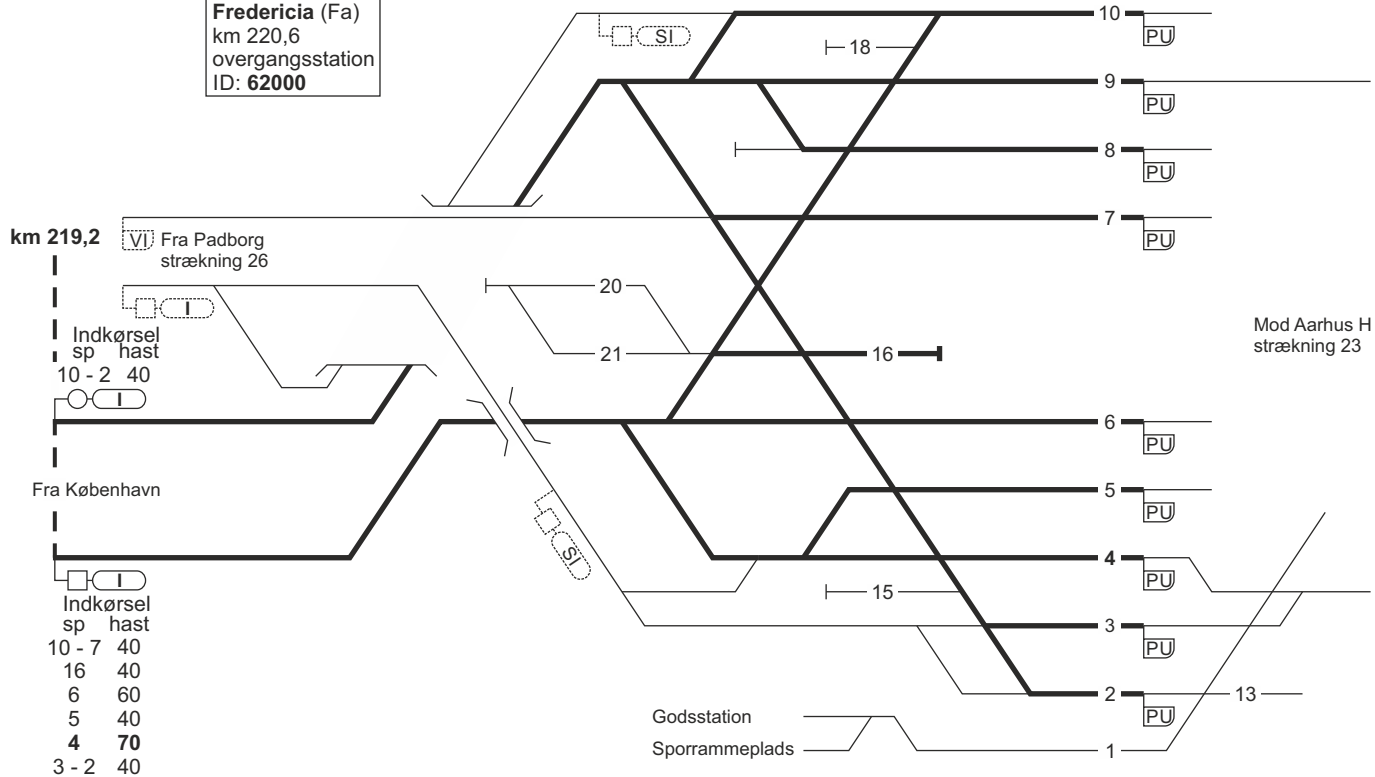 Fredericia (Fa)
km 220,6
overgangsstation
ID: 62000
SI
10
PU
18
9
PU
8
PU
7
PU
km 219,2
VI
Fra Padborg
strækning 26
I
20
21
16
Mod Aarhus H
strækning 23
Indkørsel
sp hast
10 - 2 40
I
6
PU
Fra København
5
PU
SI
4
PU
I
15
3
PU
Indkørsel
sp hast
10 - 7 40
16 40
6 60
5 40
4 70
3 - 2 40
2
PU
13
Godsstation
Sporrammeplads
1